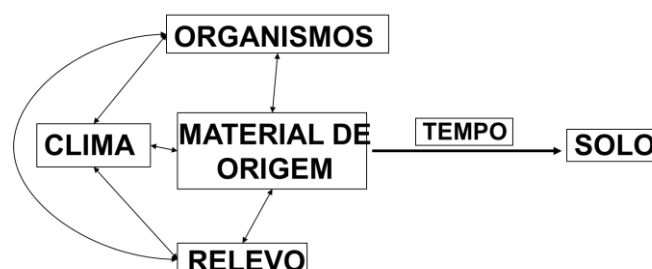 ORGANISMOS
CLIMA
MATERIAL DE
ORIGEM
TEMPO
SOLO
RELEVO